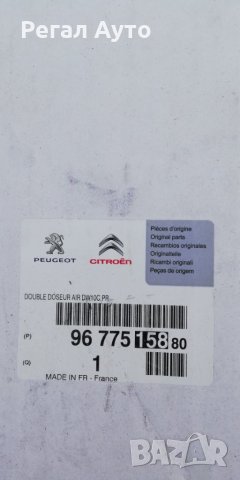 Регал Ауто
Pièces d'origine
Original parts
Recambios originales
Originalteile
Ricambi originali
Peças de origem
PEUGEOT
CITROËN
DOUBLE DOSEUR AIR DW10C,PR
(P) 96 775 158 80
(Q) 1
MADE IN FR - France
BAZAR